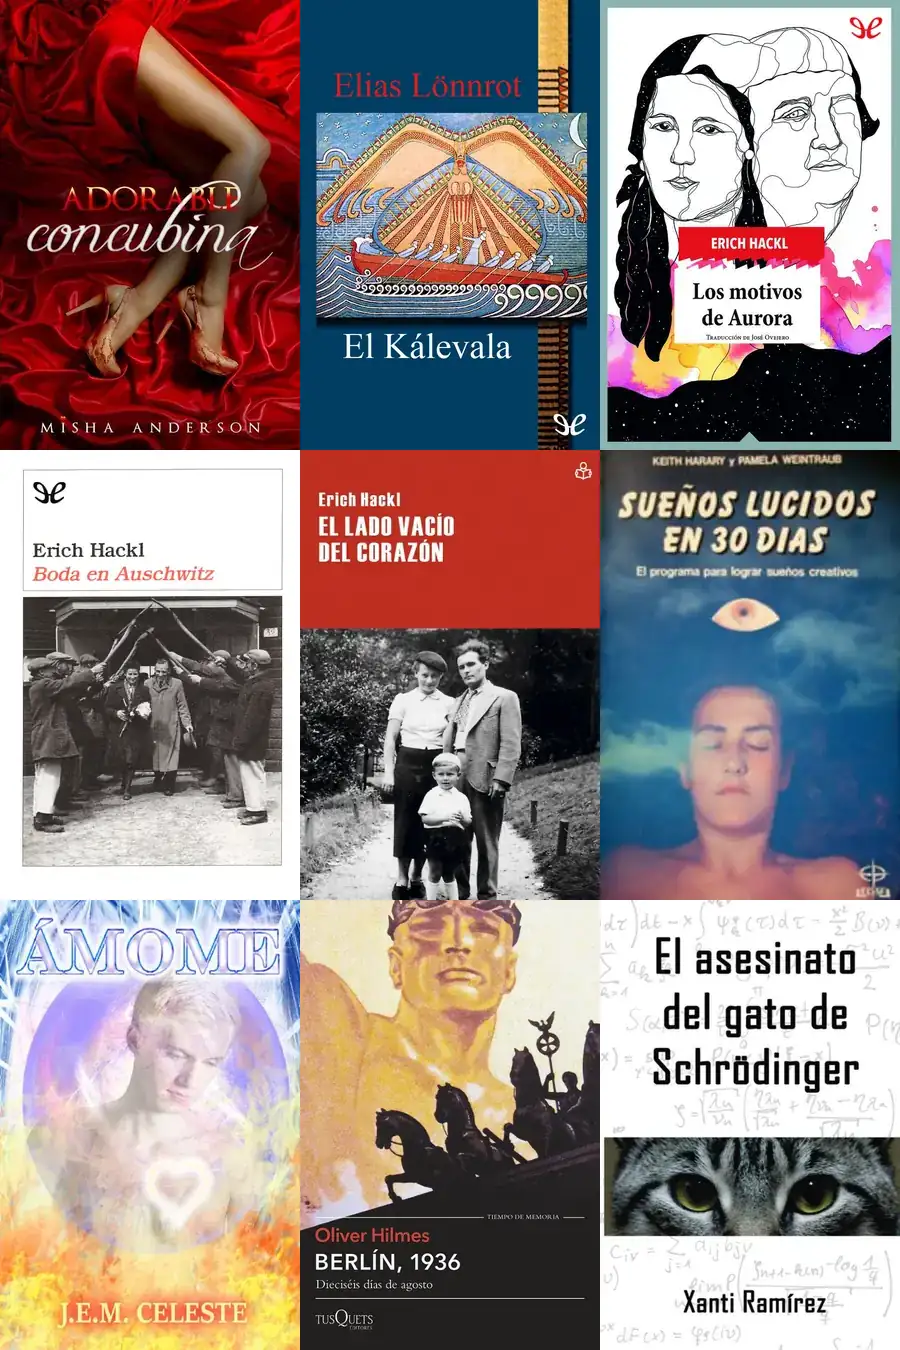 ADORABLE
concubina
MISHA ANDERSON
Elias Lönnrot
El Kálevala
ERICH HACKL
Los motivos
de Aurora
TRADUCCIÓN DE JOSÉ OVEJERO
Erich Hackl
Boda en Auschwitz
Erich Hackl
EL LADO VACÍO
DEL CORAZÓN
KEITH HARARY y PAMELA WEINTRAUB
SUEÑOS LUCIDOS
EN 30 DIAS
El programa para lograr sueños creativos
ÁMOME
J.E.M. CELESTE
TIEMPO DE MEMORIA
Oliver Hilmes
BERLÍN, 1936
Dieciséis días de agosto
TUSQUETS
EDITORES
El asesinato
del gato de
Schrödinger
Xanti Ramírez